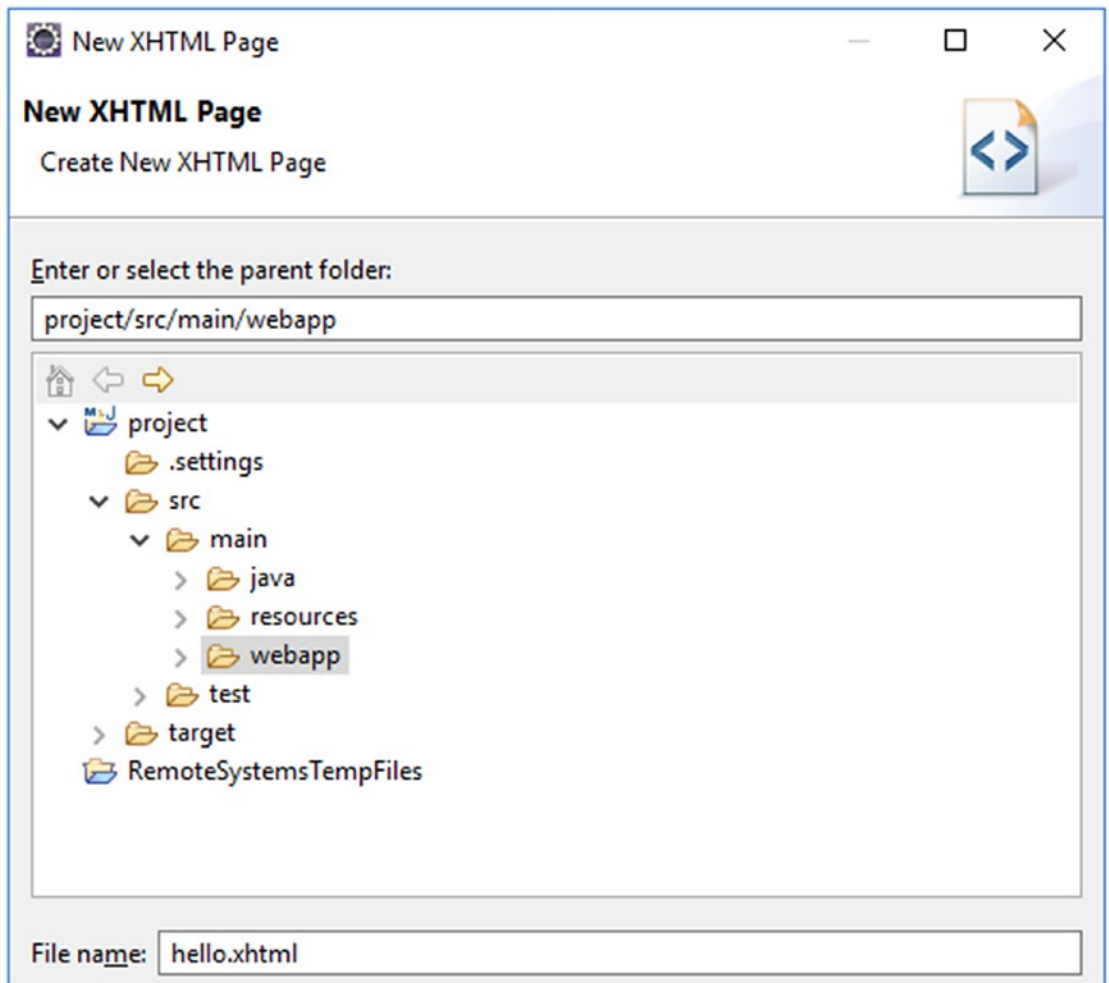 New XHTML Page
New XHTML Page
Create New XHTML Page
Enter or select the parent folder:
project/src/main/webapp
project
.settings
src
main
java
resources
webapp
test
target
RemoteSystemsTempFiles
File name: hello.xhtml